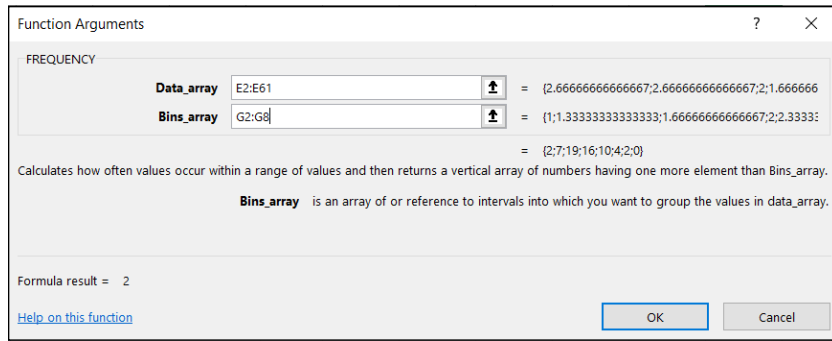 Function Arguments ? ×
FREQUENCY
Data_array E2:E61 = {2.66666666666667;2.66666666666667;2;1.666666
Bins_array G2:G8 = {1;1.33333333333333;1.66666666666667;2;2.33333
= {2;7;19;16;10;4;2;0}
Calculates how often values occur within a range of values and then returns a vertical array of numbers having one more element than Bins_array.
Bins_array is an array of or reference to intervals into which you want to group the values in data_array.
Formula result = 2
Help on this function OK Cancel